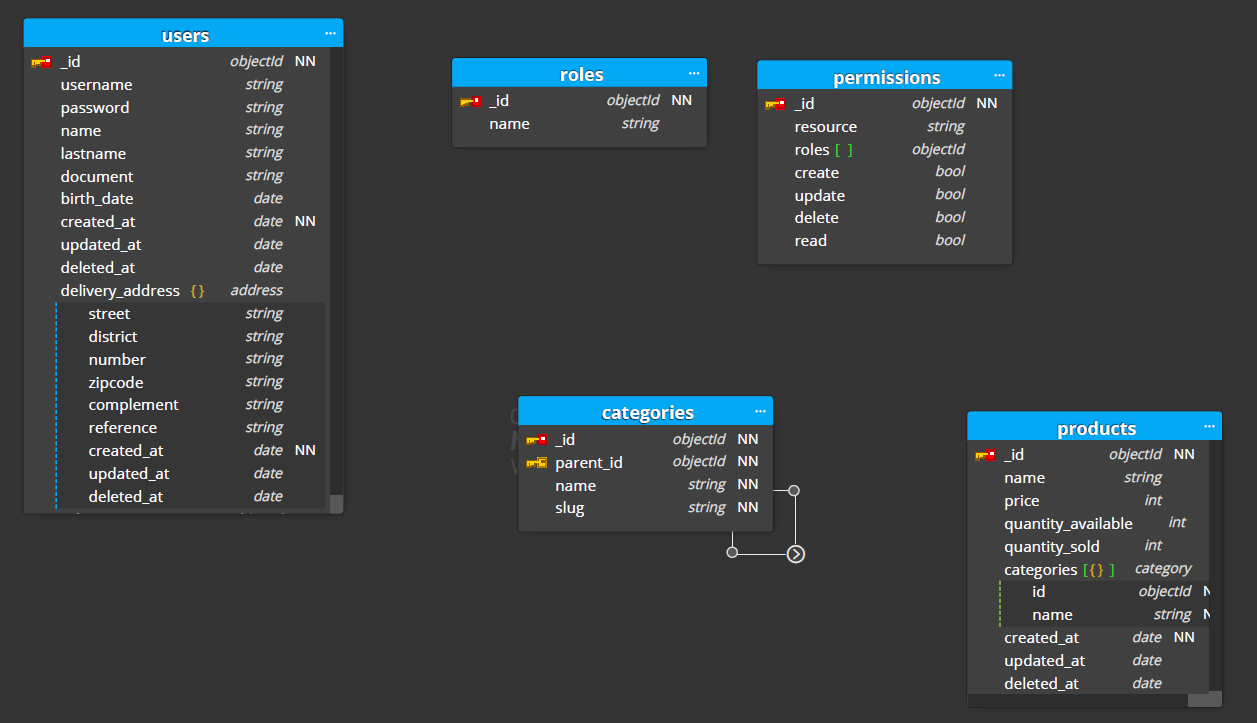 users ...
_id objectId NN
username string
password string
name string
lastname string
document string
birth_date date
created_at date NN
updated_at date
deleted_at date
delivery_address {} address
street string
district string
number string
zipcode string
complement string
reference string
created_at date NN
updated_at date
deleted_at date
roles ...
_id objectId NN
name string
permissions ...
_id objectId NN
resource string
roles [ ] objectId
create bool
update bool
delete bool
read bool
categories ...
_id objectId NN
parent_id objectId NN
name string NN
slug string NN
products ...
_id objectId NN
name string
price int
quantity_available int
quantity_sold int
categories [{} ] category
id objectId
name string
created_at date NN
updated_at date
deleted_at date